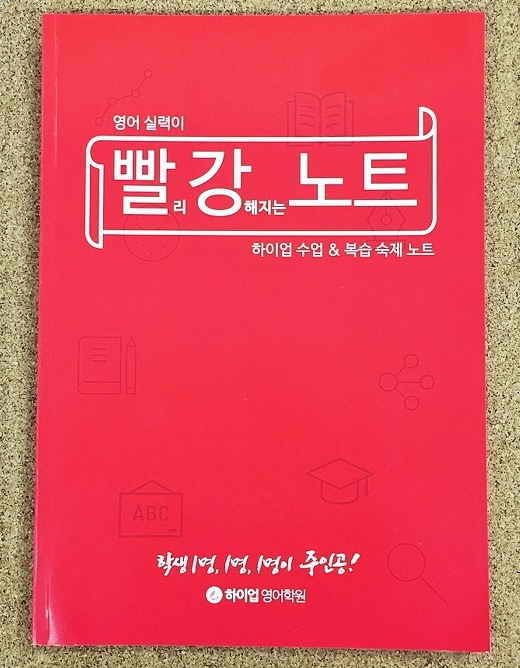 영어 실력이
빨리 강해지는 노트
하이업 수업 & 복습 숙제 노트
ABC
학생 1명, 1명, 1명이 주인공!
하이업 영어학원